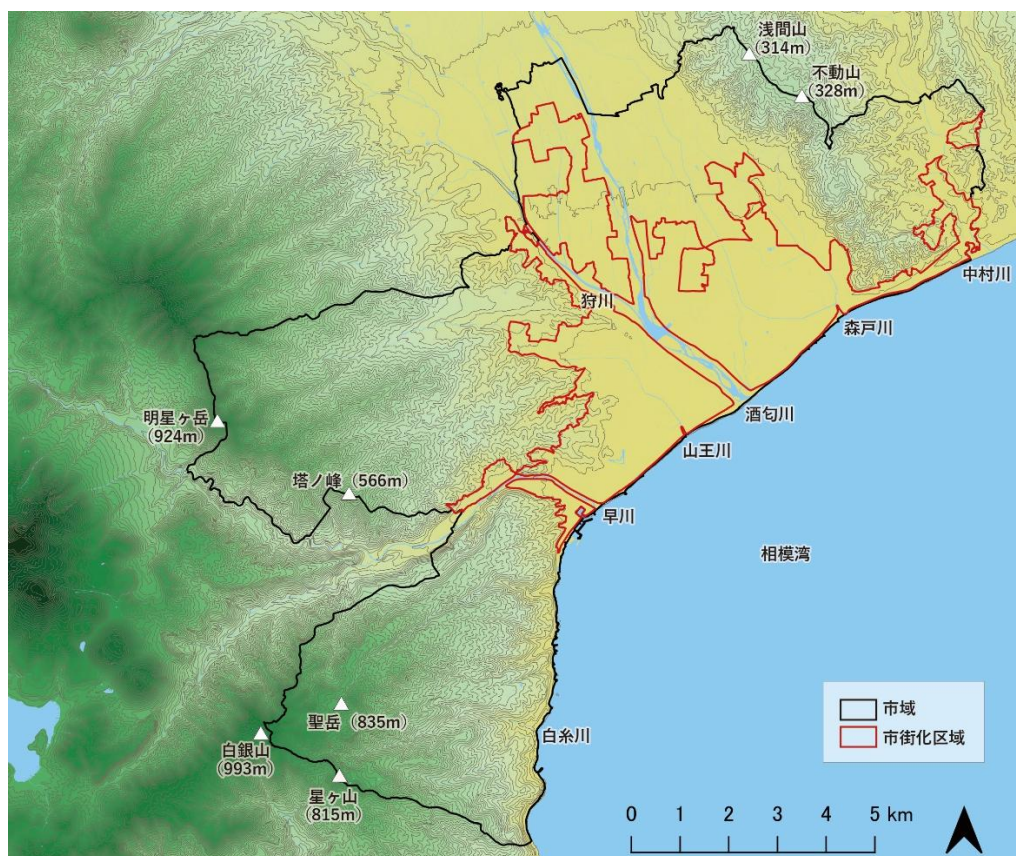 浅間山
(314m)
不動山
(328m)
中村川
狩川
森戸川
明星ヶ岳
(924m)
酒匂川
山王川
塔ノ峰（566m）
早川
相模湾
聖岳（835m）
白糸川
白銀山
(993m)
星ヶ山
(815m)
市域
市街化区域
0 1 2 3 4 5 km